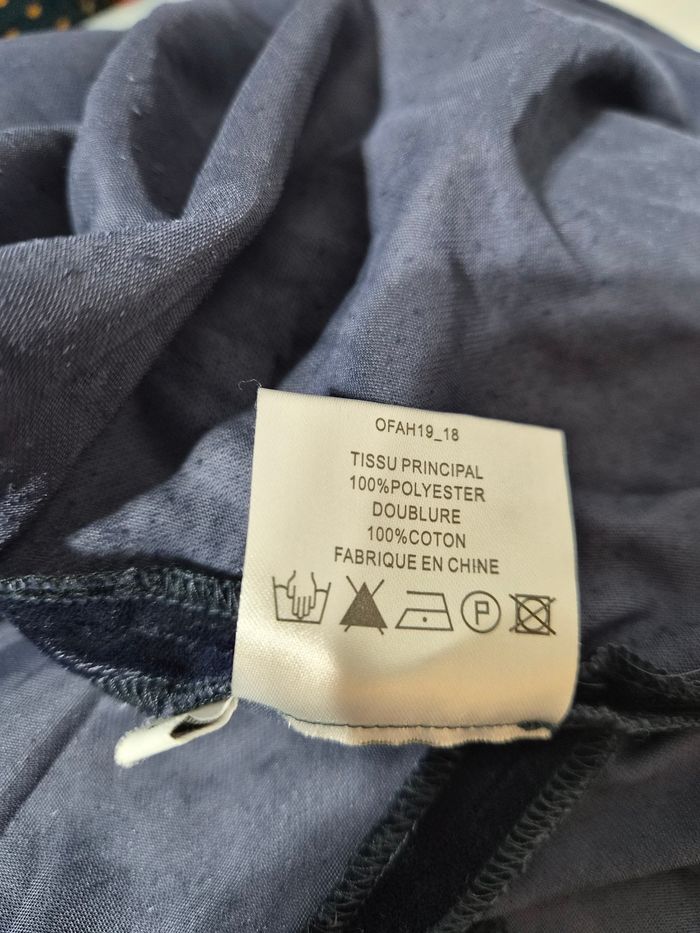 OFAH19_18
TISSU PRINCIPAL
100%POLYESTER
DOUBLURE
100%COTON
FABRIQUE EN CHINE
P